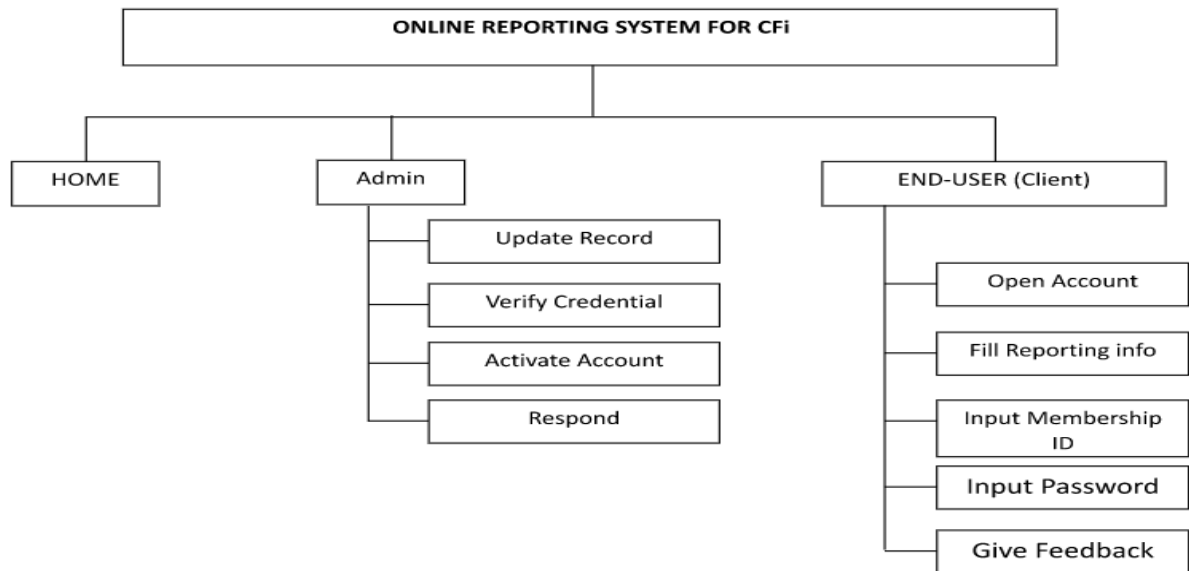 ONLINE REPORTING SYSTEM FOR CFi
HOME
Admin
END-USER (Client)
Update Record
Verify Credential
Activate Account
Respond
Open Account
Fill Reporting info
Input Membership
ID
Input Password
Give Feedback